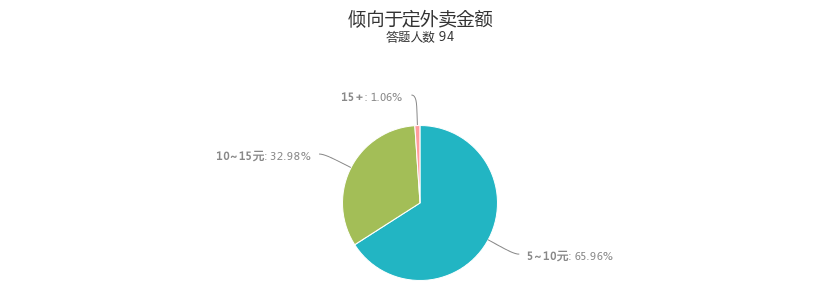 倾向于定外卖金额
答题人数 94
15+: 1.06%
10~15元: 32.98%
5~10元: 65.96%